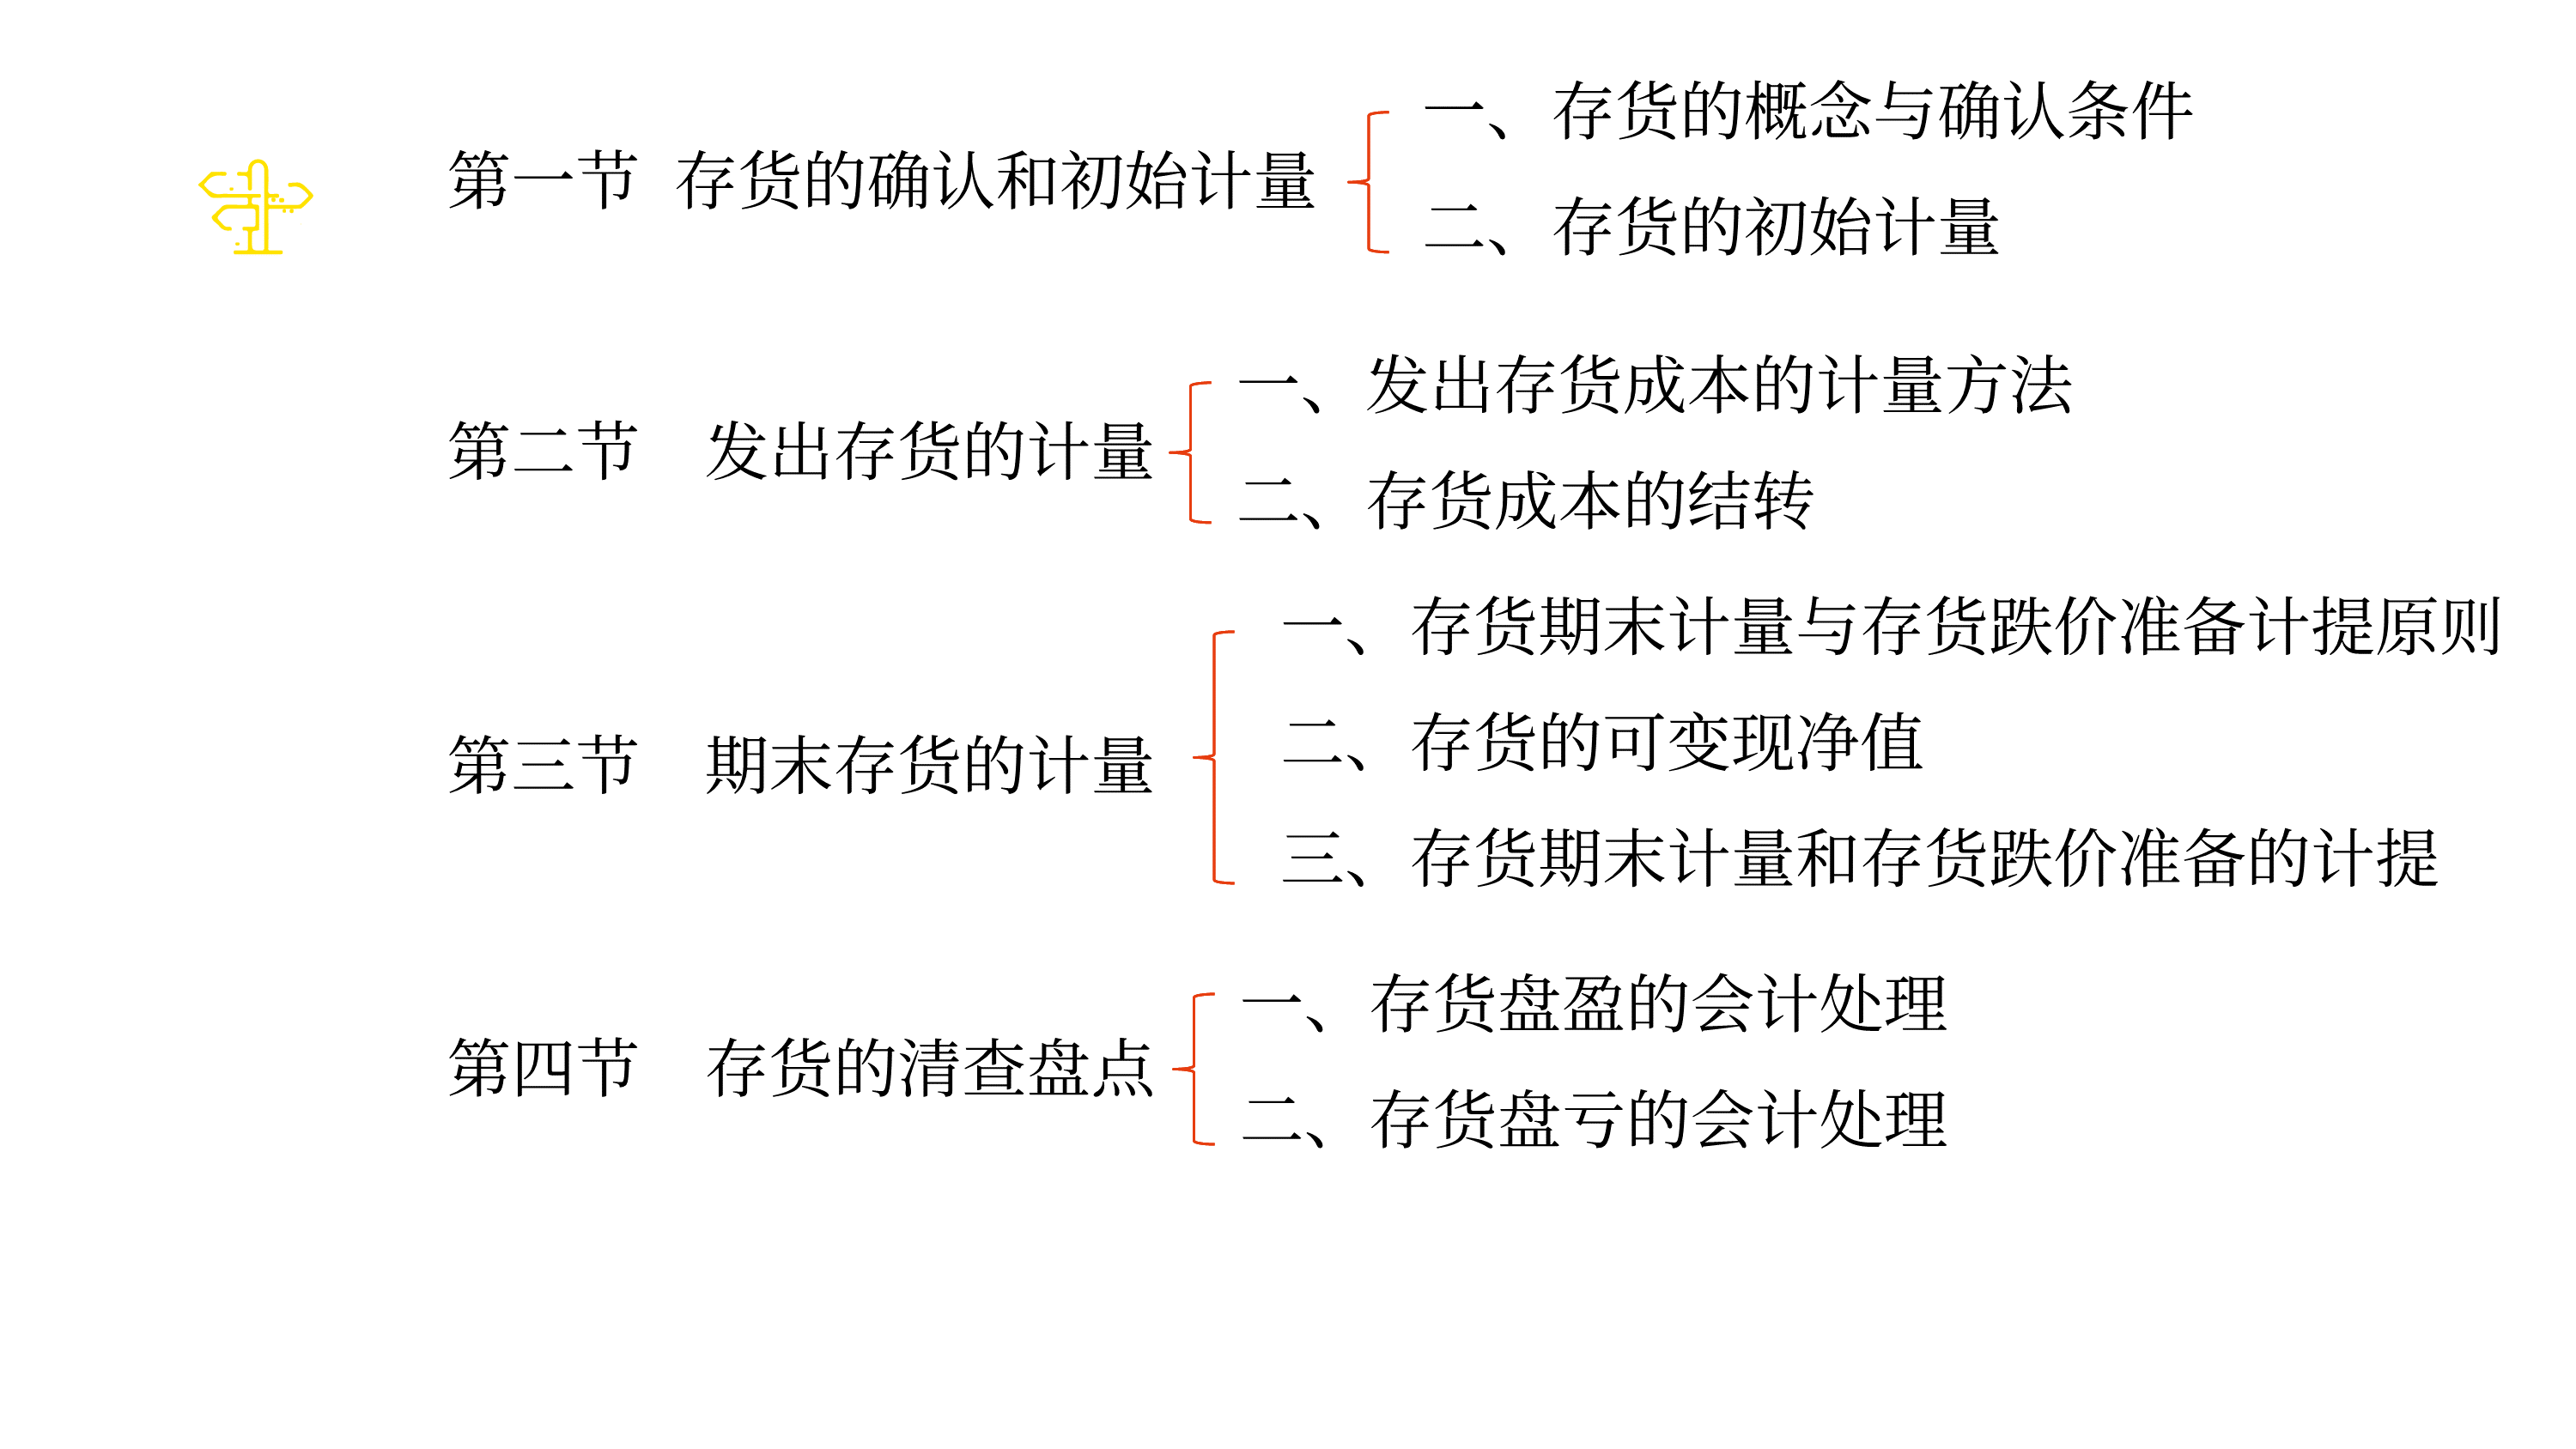 第一节 存货的确认和初始计量
一、存货的概念与确认条件
二、存货的初始计量
第二节 发出存货的计量
一、发出存货成本的计量方法
二、存货成本的结转
第三节 期末存货的计量
一、存货期末计量与存货跌价准备计提原则
二、存货的可变现净值
三、存货期末计量和存货跌价准备的计提
第四节 存货的清查盘点
一、存货盘盈的会计处理
二、存货盘亏的会计处理